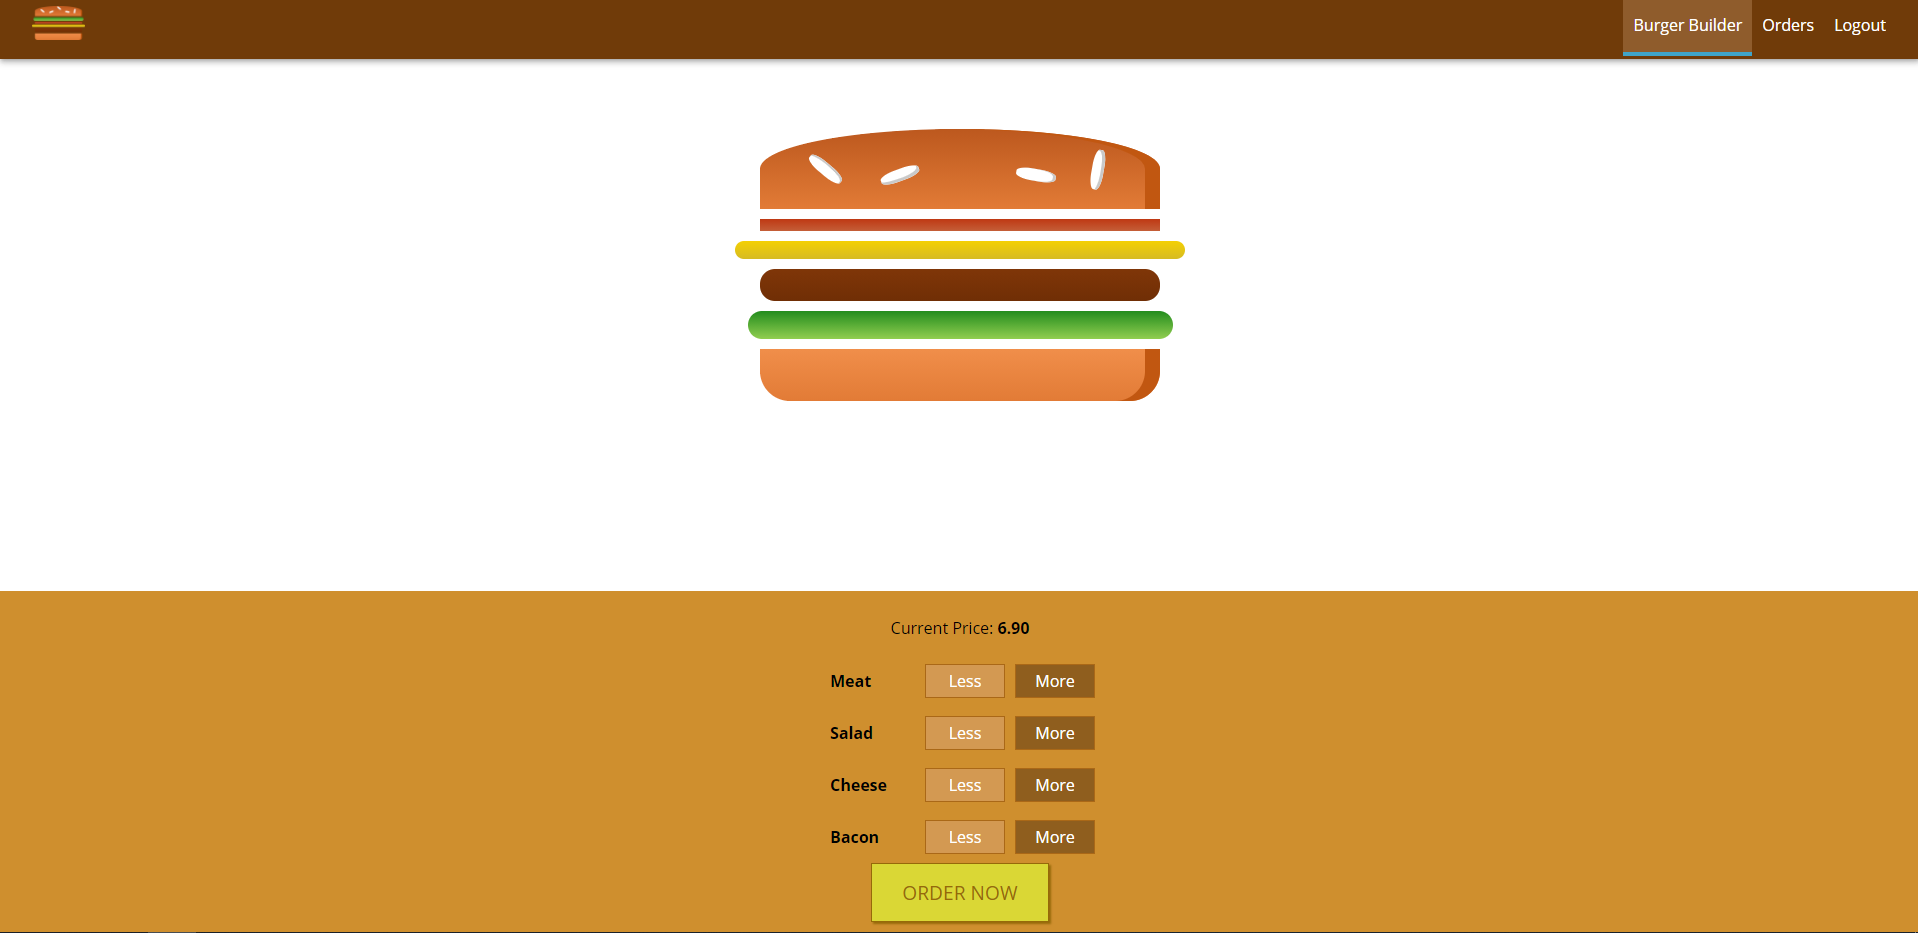 Burger Builder Orders Logout
Current Price: 6.90
Meat Less More
Salad Less More
Cheese Less More
Bacon Less More
ORDER NOW